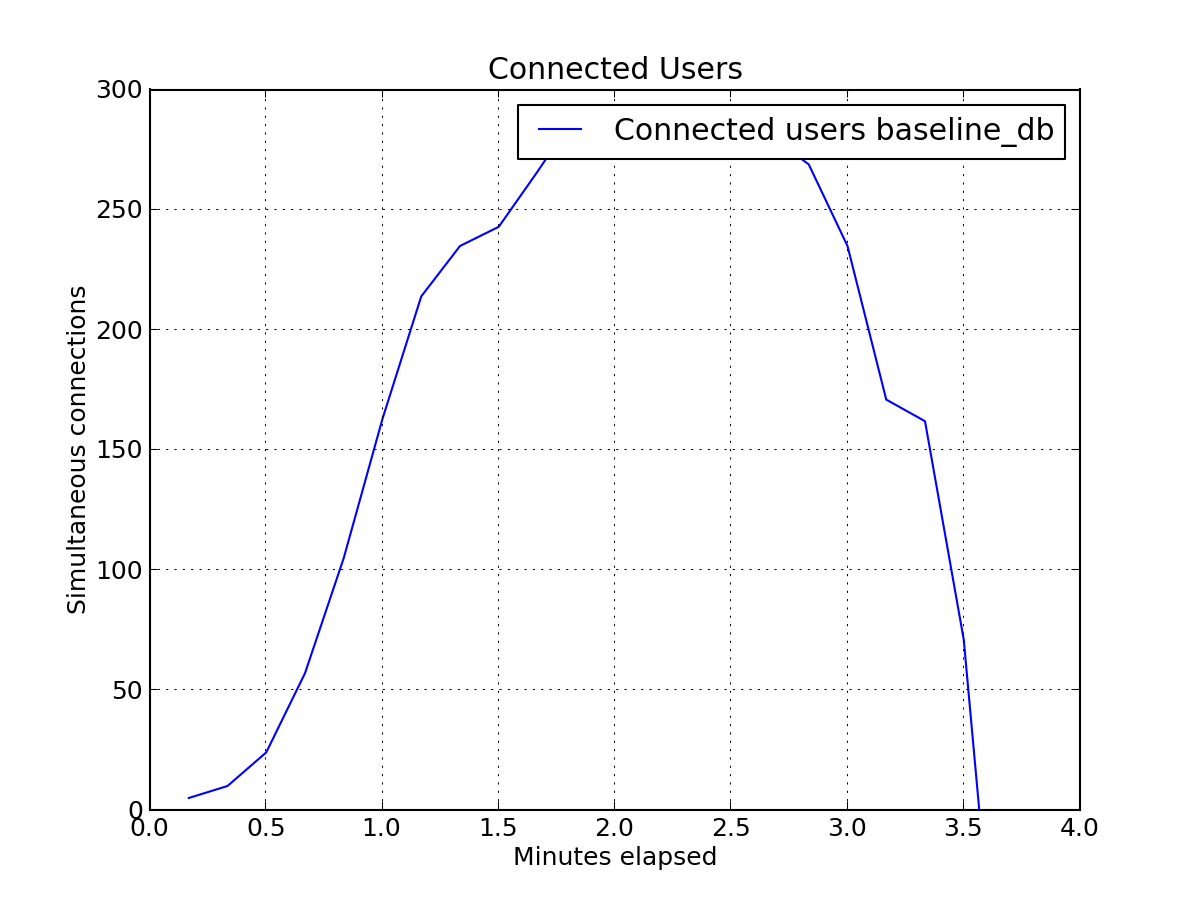 Connected Users
Connected users baseline_db
300
250
200
150
100
50
0
Simultaneous connections
0.0 0.5 1.0 1.5 2.0 2.5 3.0 3.5 4.0
Minutes elapsed